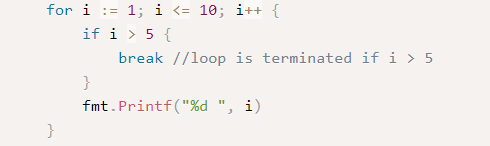 for i := 1; i <= 10; i++ {
if i > 5 {
break //loop is terminated if i > 5
}
fmt.Printf("%d ", i)
}